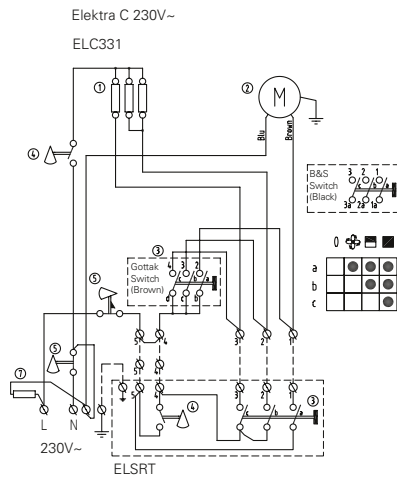 Elektra C 230V~
ELC331
①
②
M
Blu
Brown
④
B&S
Switch
(Black)
3 2 1
c b a
3a 2a 1a
③
Gottak
Switch
(Brown)
4 3 2
c b a
d c b
⑤
0
a
b
c
5 4 3 2 1
⑤
5 4
⑦
5 4 3 2 1
④
c b a
③
L N
230V~
ELSRT